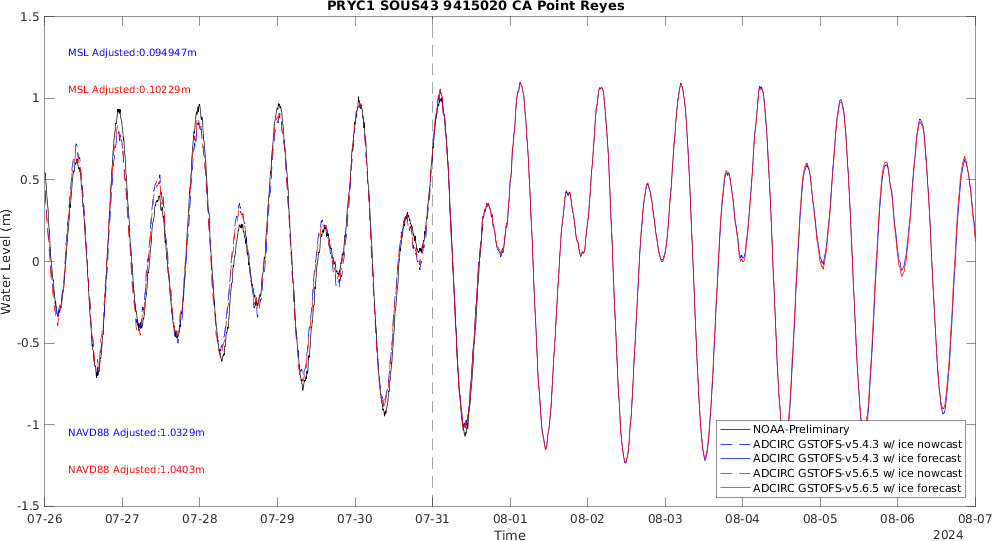 PRYC1 SOUS43 9415020 CA Point Reyes
MSL Adjusted:0.094947m
MSL Adjusted:0.10229m
NAVD88 Adjusted:1.0329m
NAVD88 Adjusted:1.0403m
Water Level (m)
1.5
1
0.5
0
-0.5
-1
-1.5
NOAA-Preliminary
ADCIRC GSTOFS-v5.4.3 w/ ice nowcast
ADCIRC GSTOFS-v5.4.3 w/ ice forecast
ADCIRC GSTOFS-v5.6.5 w/ ice nowcast
ADCIRC GSTOFS-v5.6.5 w/ ice forecast
07-26 07-27 07-28 07-29 07-30 07-31 08-01 08-02 08-03 08-04 08-05 08-06 08-07
Time
2024